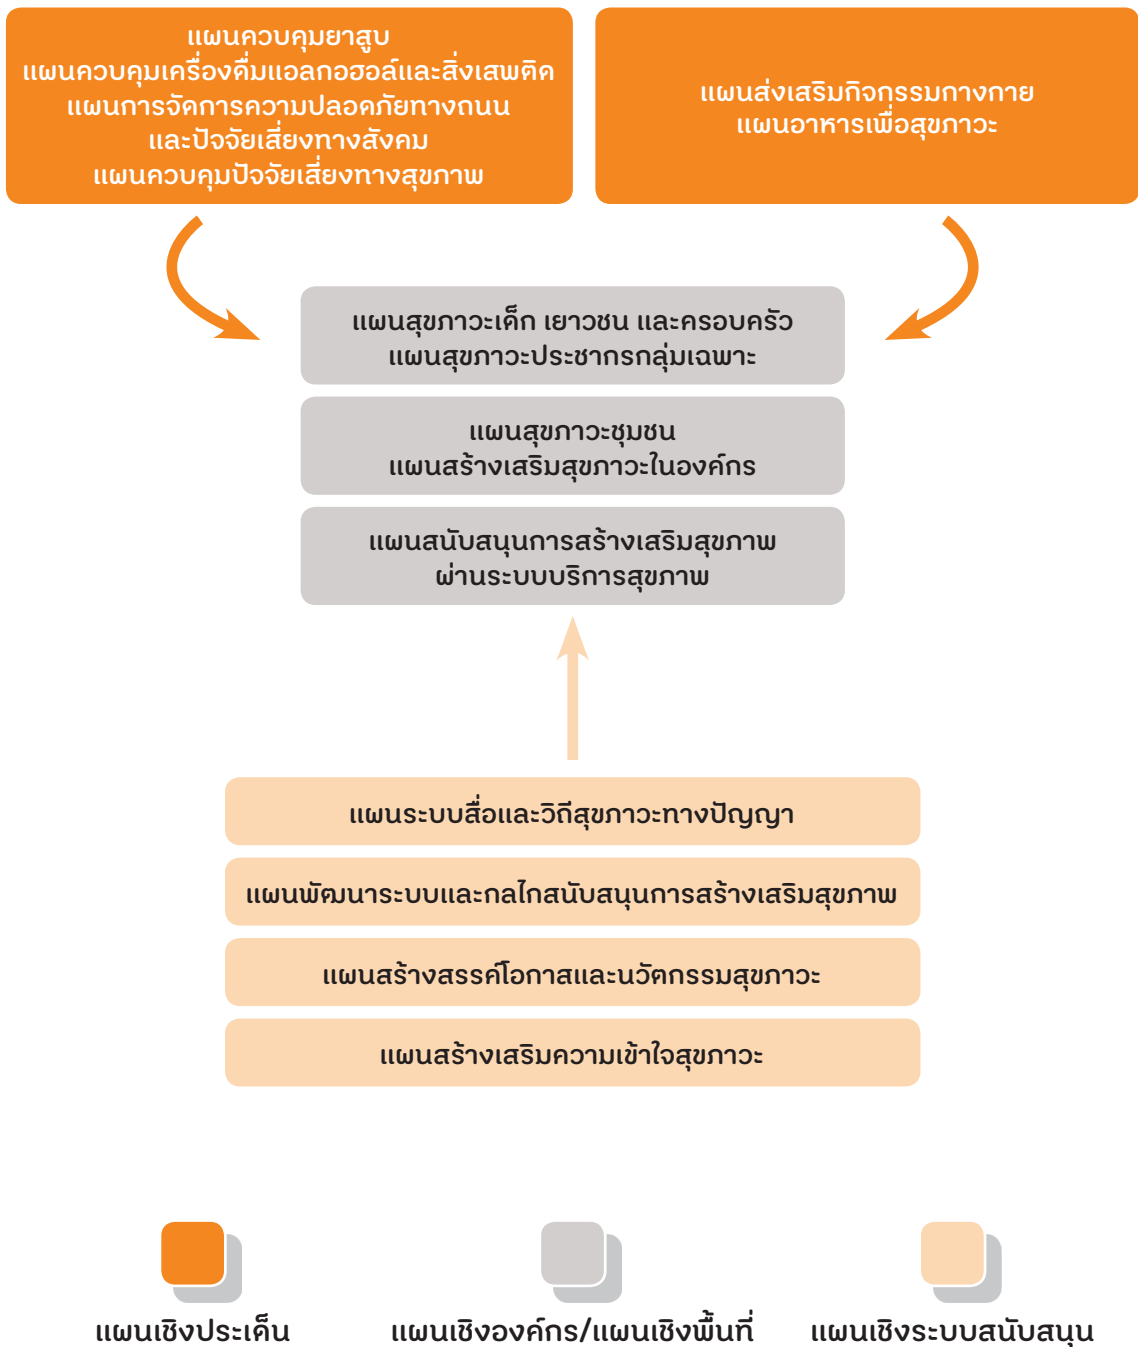 แผนควบคุมยาสูบ
แผนควบคุมเครื่องดื่มแอลกอฮอล์และสิ่งเสพติด
แผนการจัดการความปลอดภัยทางถนน
และปัจจัยเสี่ยงทางสังคม
แผนควบคุมปัจจัยเสี่ยงทางสุขภาพ
แผนส่งเสริมกิจกรรมทางกาย
แผนอาหารเพื่อสุขภาวะ
แผนสุขภาวะเด็ก เยาวชน และครอบครัว
แผนสุขภาวะประชากรกลุ่มเฉพาะ
แผนสุขภาวะชุมชน
แผนสร้างเสริมสุขภาวะในองค์กร
แผนสนับสนุนการสร้างเสริมสุขภาพ
ผ่านระบบบริการสุขภาพ
แผนระบบสื่อและวิถีสุขภาวะทางปัญญา
แผนพัฒนาระบบและกลไกสนับสนุนการสร้างเสริมสุขภาพ
แผนสร้างสรรค์โอกาสและนวัตกรรมสุขภาวะ
แผนสร้างเสริมความเข้าใจสุขภาวะ
แผนเชิงประเด็น
แผนเชิงองค์กร/แผนเชิงพื้นที่
แผนเชิงระบบสนับสนุน